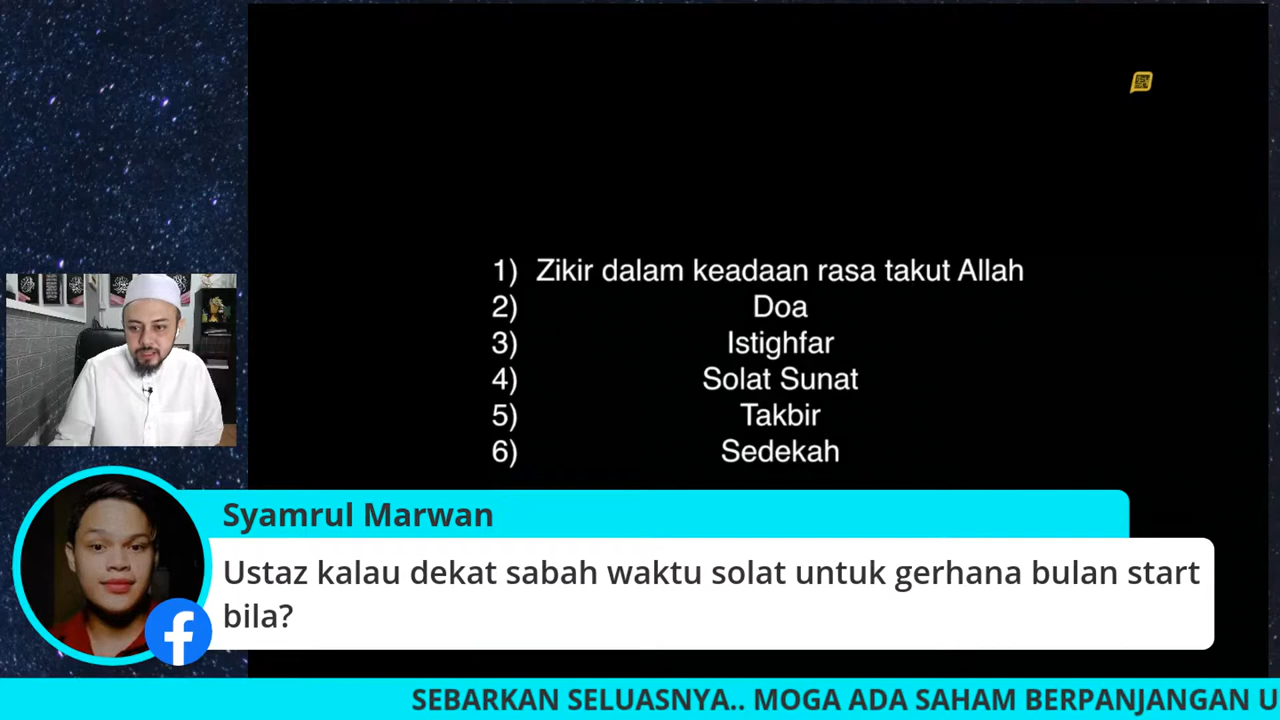 1) Zikir dalam keadaan rasa takut Allah
2) Doa
3) Istighfar
4) Solat Sunat
5) Takbir
6) Sedekah
Syamrul Marwan
Ustaz kalau dekat sabah waktu solat untuk gerhana bulan start
bila?
SEBARKAN SELUASNYA.. MOGA ADA SAHAM BERPANJANGAN U